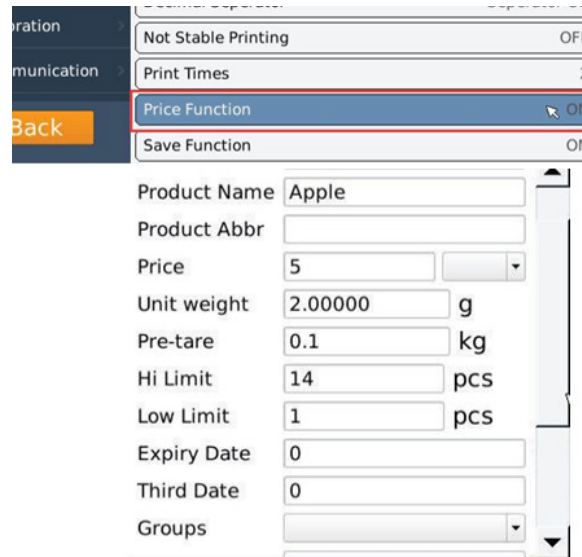 Not Stable Printing OF
Print Times
Price Function
Save Function
Back
Product Name Apple
Product Abbr
Price 5
Unit weight 2.00000 g
Pre-tare 0.1 kg
Hi Limit 14 pcs
Low Limit 1 pcs
Expiry Date 0
Third Date 0
Groups